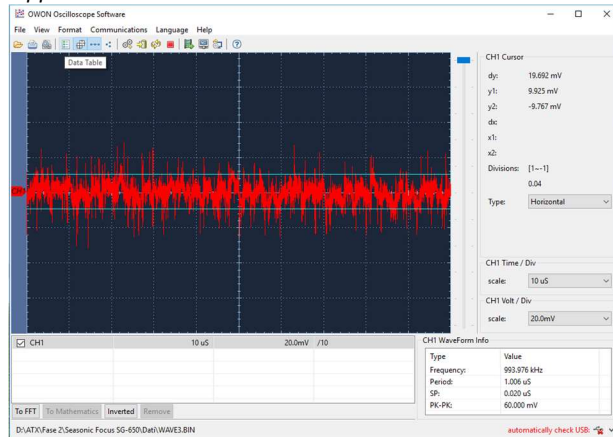 OWON Oscilloscope Software
File View Format Communications Language Help
Data Table
CH1 Cursor
dy: 19.692 mV
y1: 9.925 mV
y2: -9.767 mV
dx:
x1:
x2:
Divisions: [1~-1]
0.04
Type: Horizontal
CH1 Time / Div
scale: 10 uS
CH1 Volt / Div
scale: 20.0mV
CH1 10 uS 20.0mV /10
CH1 WaveForm Info
Type Value
Frequency: 993.976 kHz
Period: 1.006 uS
SP: 0.020 uS
PK-PK: 60.000 mV
To FFT To Mathematics Inverted Remove
D:\ATX\Fase 2\Seasonic Focus SG-650\Dati\WAVE3.BIN
automatically check USB: